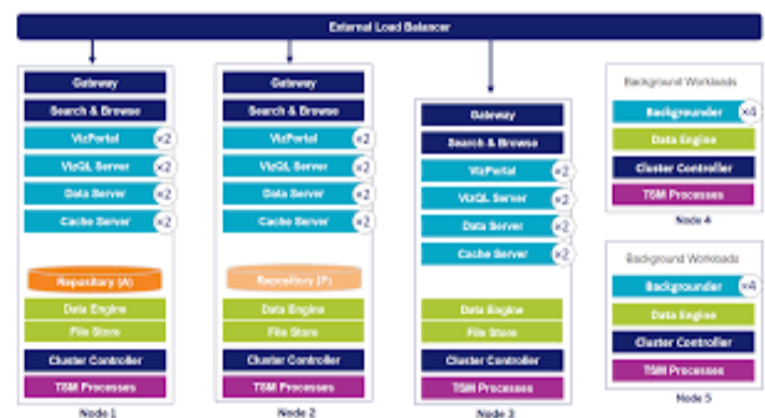 External Load Balancer
Gateway
Search & Browse
VizPortal x2
VizQL Server x2
Data Server x2
Cache Server x2
Repository (A)
Data Engine
File Store
Cluster Controller
TSM Processes
Node 1
Gateway
Search & Browse
VizPortal x2
VizQL Server x2
Data Server x2
Cache Server x2
Repository (P)
Data Engine
File Store
Cluster Controller
TSM Processes
Node 2
Gateway
Search & Browse
VizPortal x2
VizQL Server x2
Data Server x2
Cache Server x2
Data Engine
File Store
Cluster Controller
TSM Processes
Node 3
Background Workloads
Backgrounder x4
Data Engine
Cluster Controller
TSM Processes
Node 4
Background Workloads
Backgrounder x4
Data Engine
Cluster Controller
TSM Processes
Node 5